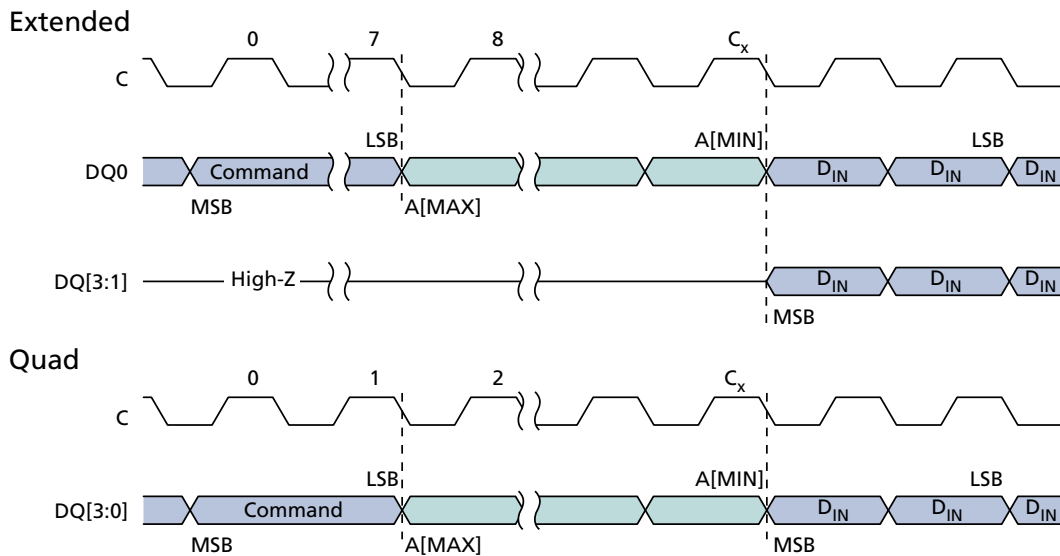 Extended
0 7 8 Cx
C
LSB A[MIN] LSB
DQ0 Command DIN DIN DIN
MSB A[MAX]
DQ[3:1] High-Z DIN DIN DIN
MSB
Quad
0 1 2 Cx
C
LSB A[MIN] LSB
DQ[3:0] Command DIN DIN DIN
MSB A[MAX] MSB